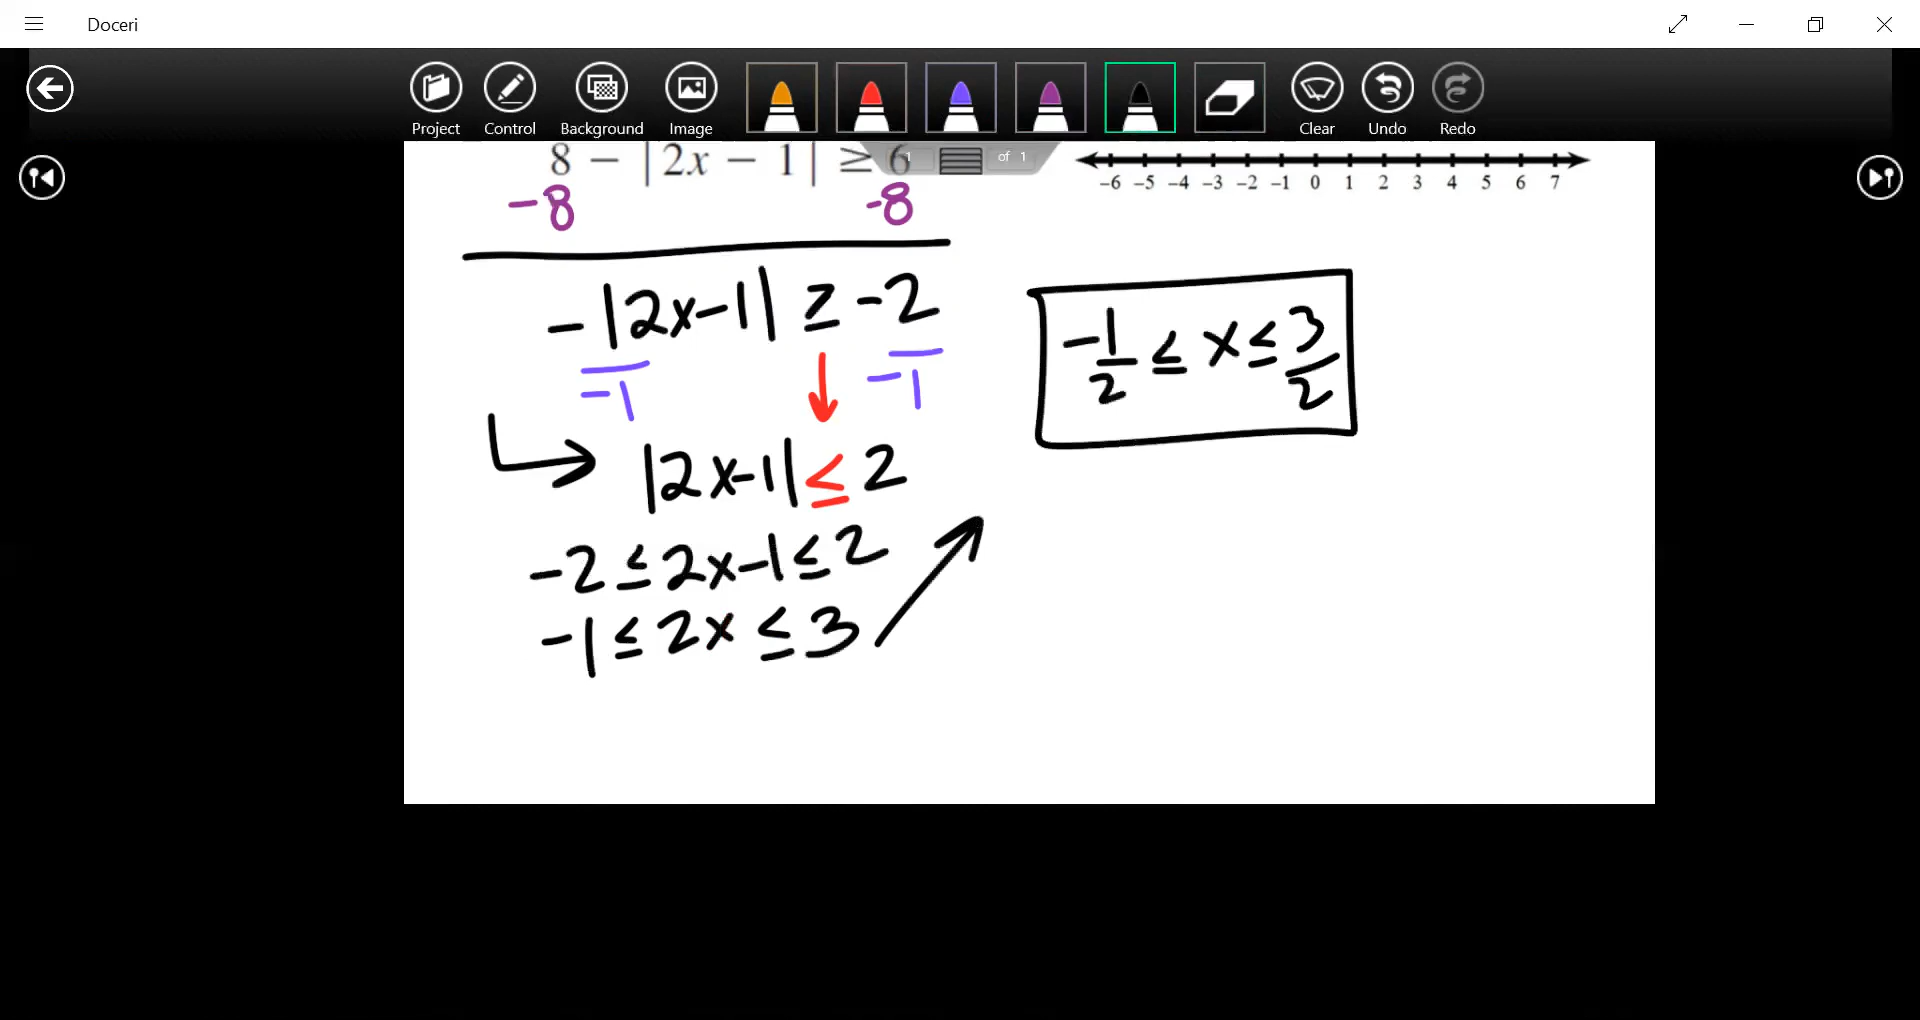 Doceri
Project Control Background Image Clear Undo Redo
1 of 1
8 − |2x − 1| ≥ 6
-8 -8
-6 -5 -4 -3 -2 -1 0 1 2 3 4 5 6 7
-|2x-1| ≥ -2
-1 -1
|2x-1| ≤ 2
-2 ≤ 2x-1 ≤ 2
-1 ≤ 2x ≤ 3
-1/2 ≤ x ≤ 3/2